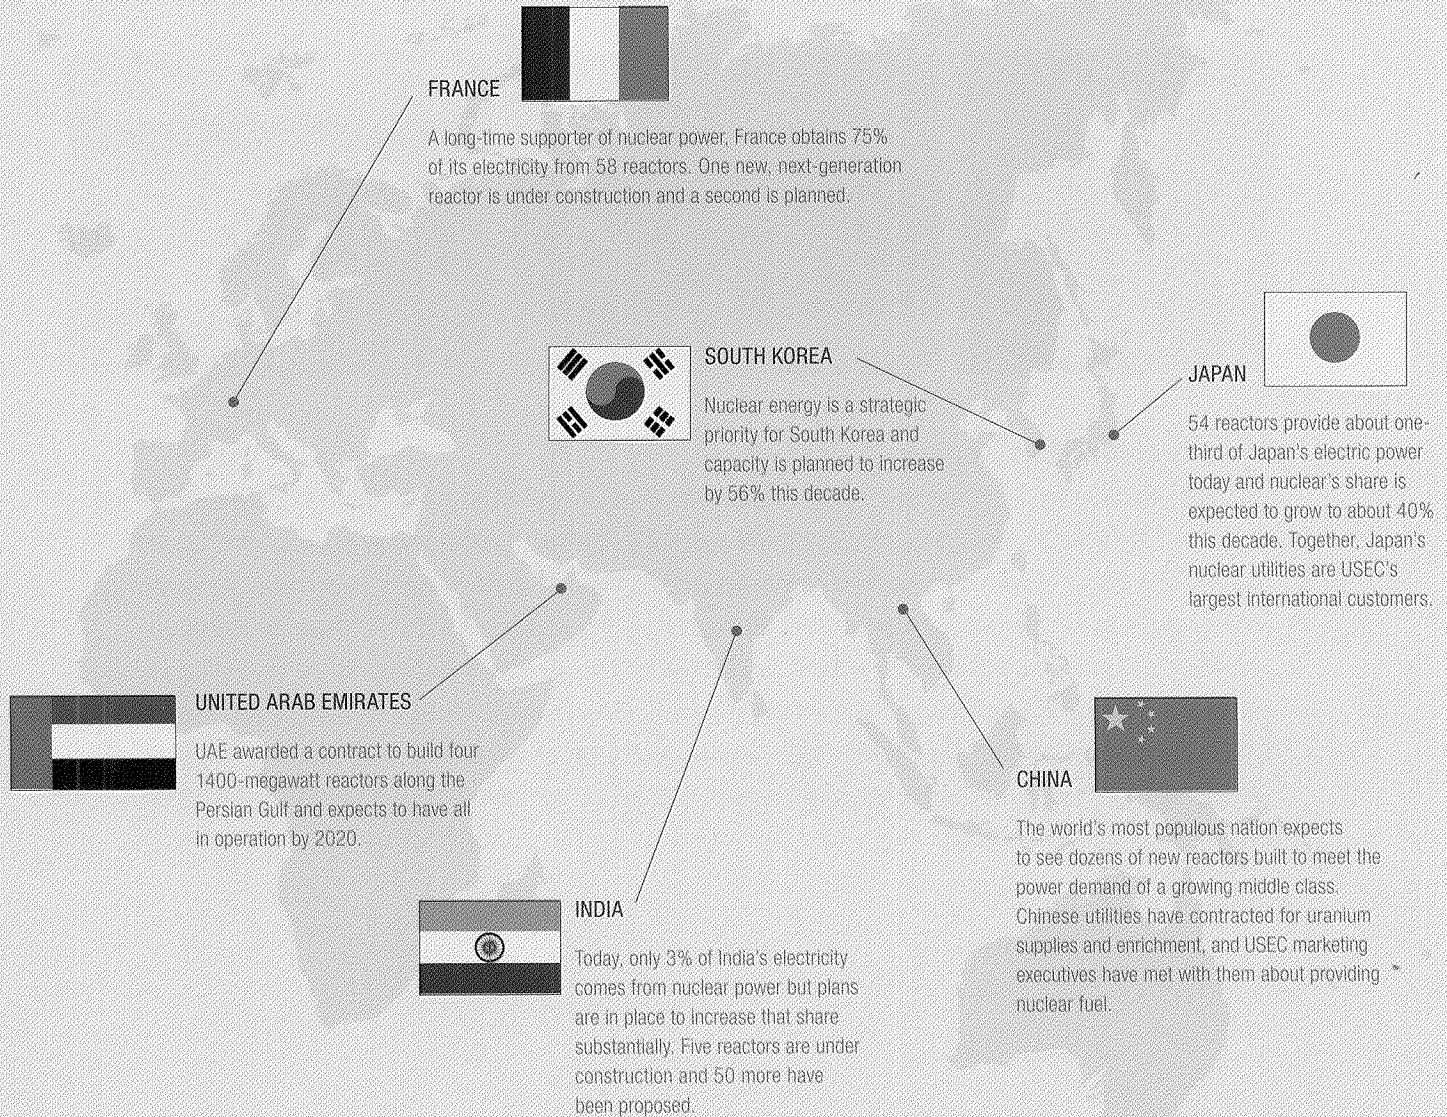 FRANCE
A long-time supporter of nuclear power, France obtains 75%
of its electricity from 58 reactors. One new, next-generation
reactor is under construction and a second is planned.
SOUTH KOREA
Nuclear energy is a strategic
priority for South Korea and
capacity is planned to increase
by 56% this decade.
JAPAN
54 reactors provide about one-
third of Japan's electric power
today and nuclear's share is
expected to grow to about 40%
this decade. Together, Japan's
nuclear utilities are USEC's
largest international customers.
UNITED ARAB EMIRATES
UAE awarded a contract to build four
1400-megawatt reactors along the
Persian Gulf and expects to have all
in operation by 2020.
CHINA
The world's most populous nation expects
to see dozens of new reactors built to meet the
power demand of a growing middle class.
Chinese utilities have contracted for uranium
supplies and enrichment, and USEC marketing
executives have met with them about providing
nuclear fuel.
INDIA
Today, only 3% of India's electricity
comes from nuclear power but plans
are in place to increase that share
substantially. Five reactors are under
construction and 50 more have
been proposed.